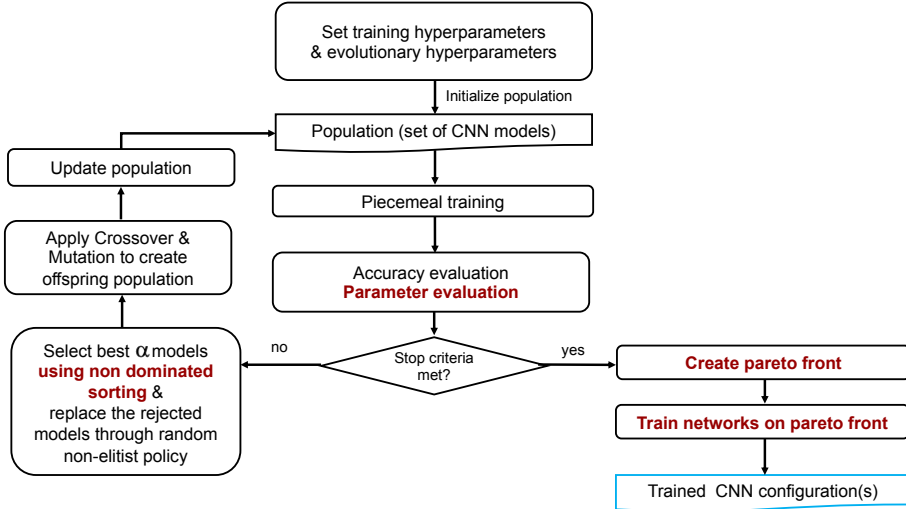 Set training hyperparameters
& evolutionary hyperparameters
Initialize population
Population (set of CNN models)
Update population
Piecemeal training
Apply Crossover &
Mutation to create
offspring population
Accuracy evaluation
Parameter evaluation
Select best α models
using non dominated
sorting &
replace the rejected
models through random
non-elitist policy
no
Stop criteria
met?
yes
Create pareto front
Train networks on pareto front
Trained CNN configuration(s)